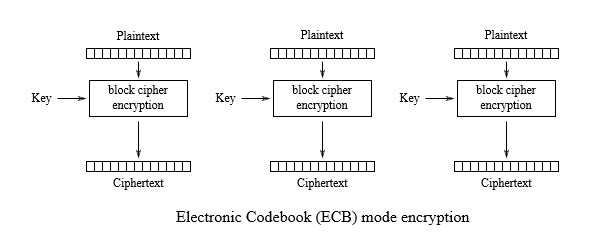 Plaintext Plaintext Plaintext
Key block cipher encryption Key block cipher encryption Key block cipher encryption
Ciphertext Ciphertext Ciphertext
Electronic Codebook (ECB) mode encryption